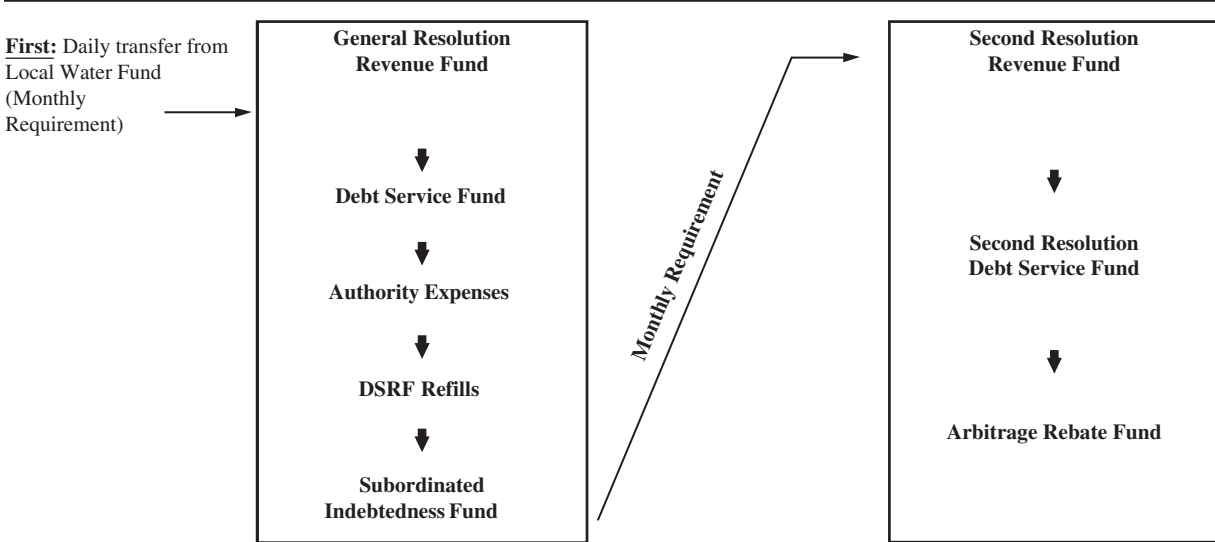 First: Daily transfer from
Local Water Fund
(Monthly
Requirement)
General Resolution
Revenue Fund
Debt Service Fund
Authority Expenses
DSRF Refills
Subordinated
Indebtedness Fund
Monthly Requirement
Second Resolution
Revenue Fund
Second Resolution
Debt Service Fund
Arbitrage Rebate Fund